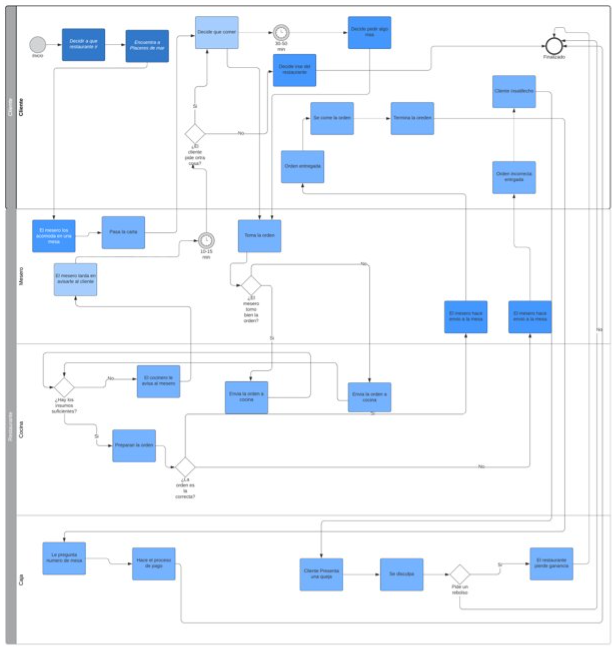 Cliente
Cliente
INICIO
Decidir a que
restaurante ir
Encuentra a
Placeres de mar
Decide que comer
30-60
min
Decide pedir algo
mas
Decide irse del
restaurante
Finalizado
Si
No
¿El
cliente
pide otra
cosa?
Se come la orden
Termina la orden
Orden entregada
Cliente insatisfecho
Orden incorrecta
entregada
Restaurante
Mesero
El mesero los
acomoda en una
mesa
Pasa la carta
10-15
min
El mesero tarda en
avisarle al cliente
Toma la orden
No
¿El
mesero
tomo
bien la
orden?
Si
El mesero hace
envio a la mesa
El mesero hace
envio a la mesa
No
Cocina
¿Hay los
insumos
suficientes?
No
El cocinero le
avisa al mesero
Envia la orden a
cocina
Envia la orden a
cocina
Si
Si
Preparan la orden
¿La
orden es
la
correcta?
No
Caja
Le pregunta
numero de mesa
Hace el proceso
de pago
Cliente Presenta
una queja
Se disculpa
Pide un
rebolso
Si
El restaurante
pierde ganancia